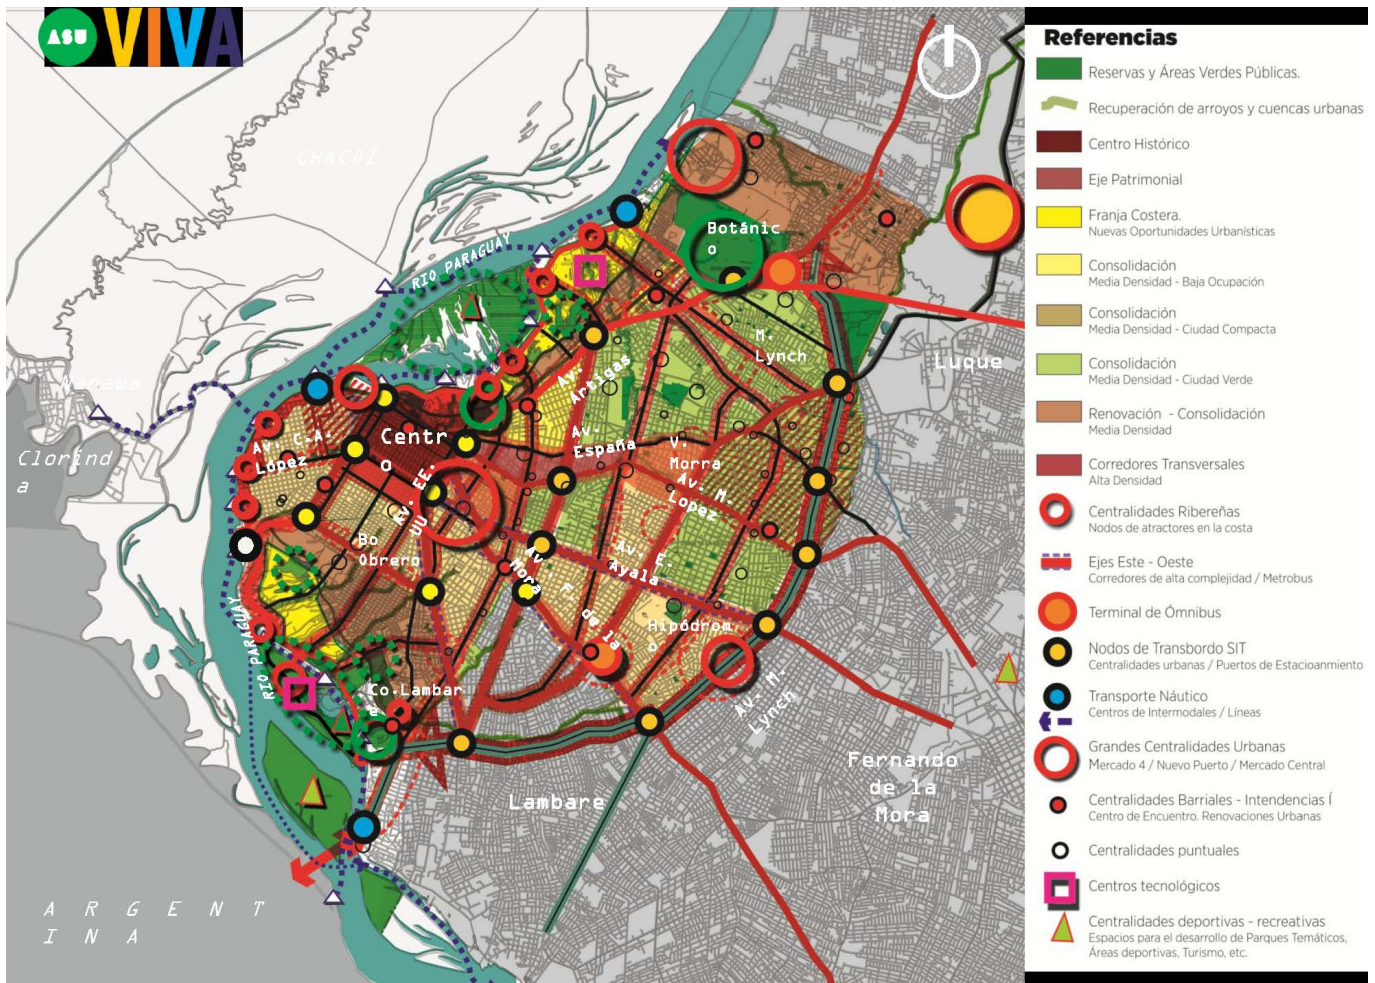 ASU VIVA
CHACOÍ
RIO PARAGUAY
Botánic
o
M.
Lynch
Luque
Nanawa
Av.
Artigas
Av.
España
V.
Morra
Av. M.
Lopez
Clorind
a
Av. C.A.
López
Centr
o
Av. EE.
UU
Bo
Obrero
Av. F. de la
Mora
Av. E.
Ayala
Hipódrom
o
RIO PARAGUAY
Co.Lambar
é
Av. M.
Lynch
Lambare
Fernando
de la
Mora
A R G E N T
I N A
Referencias
Reservas y Áreas Verdes Públicas.
Recuperación de arroyos y cuencas urbanas
Centro Histórico
Eje Patrimonial
Franja Costera.
Nuevas Oportunidades Urbanísticas
Consolidación
Media Densidad - Baja Ocupación
Consolidación
Media Densidad - Ciudad Compacta
Consolidación
Media Densidad - Ciudad Verde
Renovación - Consolidación
Media Densidad
Corredores Transversales
Alta Densidad
Centralidades Ribereñas
Nodos de atractores en la costa
Ejes Este - Oeste
Corredores de alta complejidad / Metrobus
Terminal de Ómnibus
Nodos de Transbordo SIT
Centralidades urbanas / Puertos de Estacioanmiento
Transporte Náutico
Centros de Intermodales / Líneas
Grandes Centralidades Urbanas
Mercado 4 / Nuevo Puerto / Mercado Central
Centralidades Barriales - Intendencias Í
Centro de Encuentro. Renovaciones Urbanas
Centralidades puntuales
Centros tecnológicos
Centralidades deportivas - recreativas
Espacios para el desarrollo de Parques Temáticos,
Áreas deportivas, Turismo, etc.